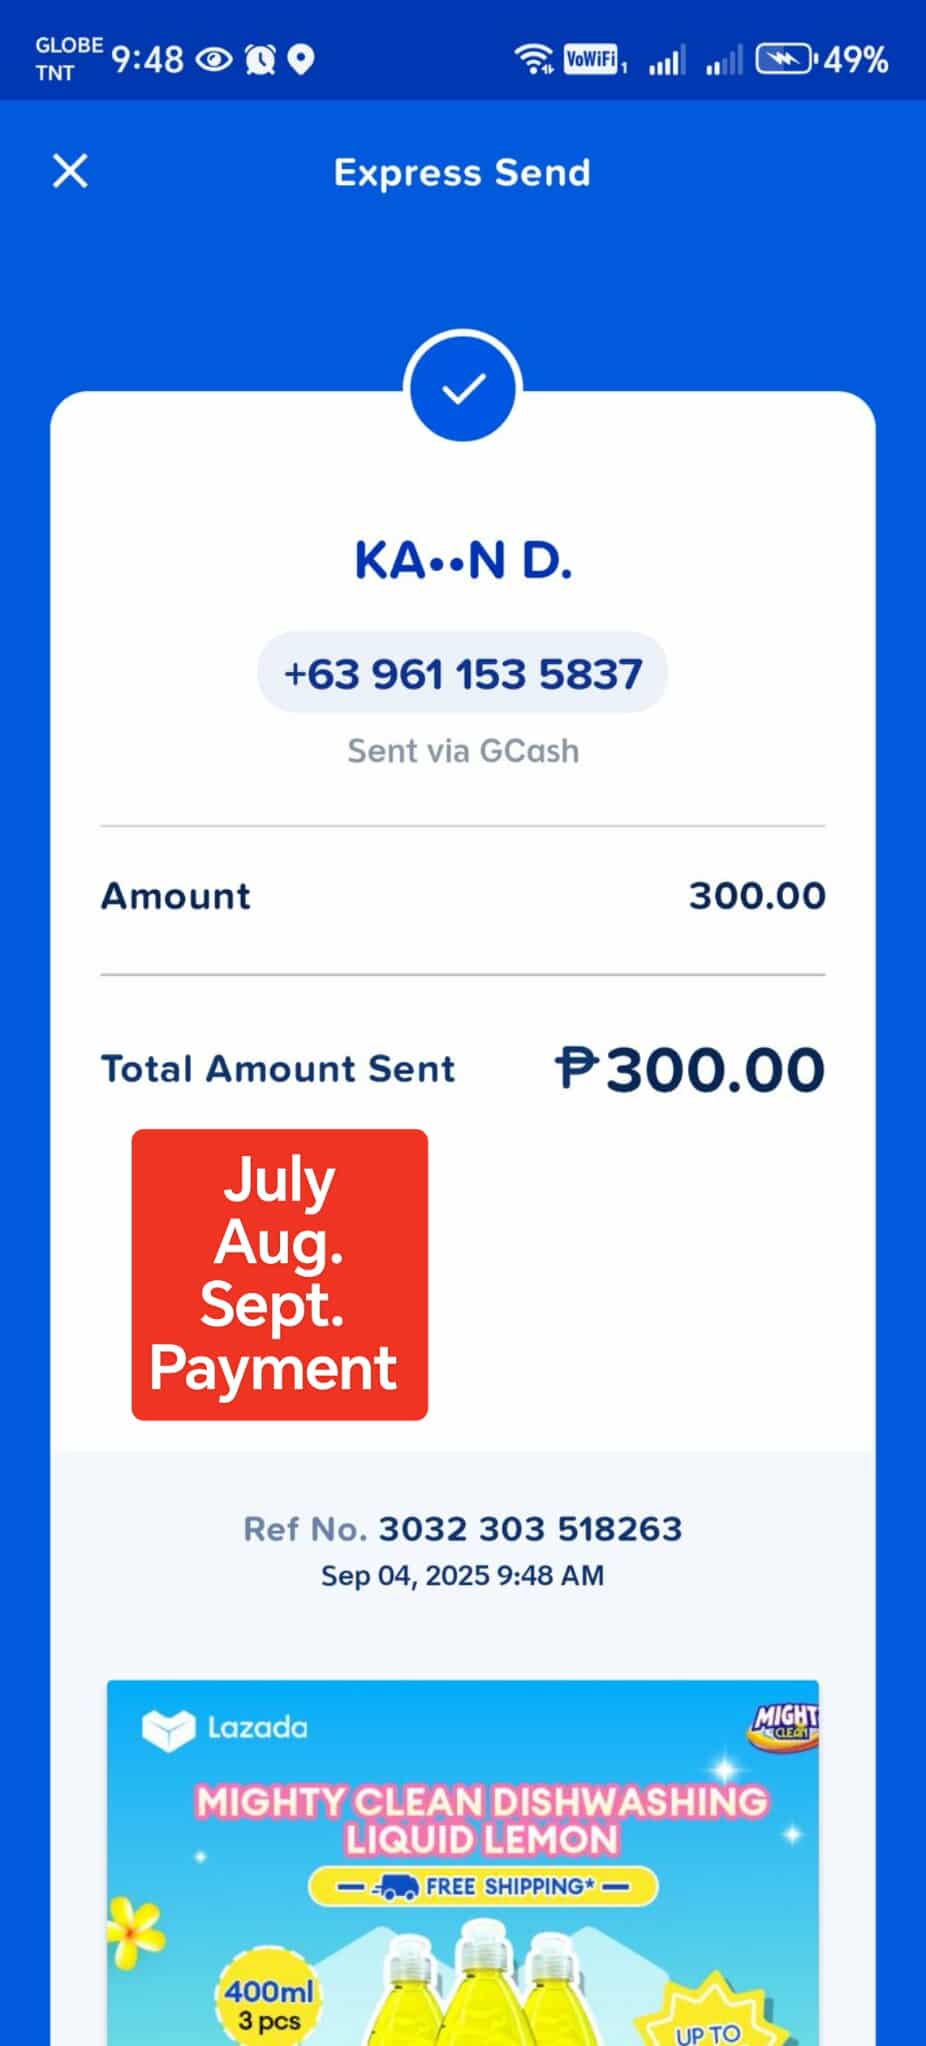 GLOBE
TNT
9:48
VoWiFi 1
49%
Express Send
KA••N D.
+63 961 153 5837
Sent via GCash
Amount 300.00
Total Amount Sent ₱300.00
July
Aug.
Sept.
Payment
Ref No. 3032 303 518263
Sep 04, 2025 9:48 AM
Lazada
MIGHTY CLEAN
MIGHTY CLEAN DISHWASHING
LIQUID LEMON
FREE SHIPPING*
400ml
3 pcs
UP TO